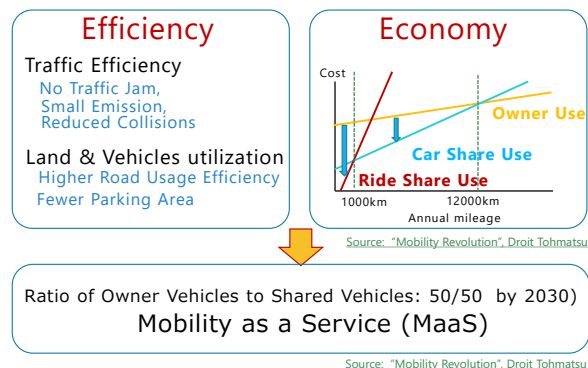 Efficiency
Traffic Efficiency
No Traffic Jam,
Small Emission,
Reduced Collisions
Land & Vehicles utilization
Higher Road Usage Efficiency
Fewer Parking Area
Economy
Cost
Owner Use
Car Share Use
Ride Share Use
1000km
12000km
Annual mileage
Source: "Mobility Revolution", Droit Tohmatsu
Ratio of Owner Vehicles to Shared Vehicles: 50/50 by 2030)
Mobility as a Service (MaaS)
Source: "Mobility Revolution", Droit Tohmatsu